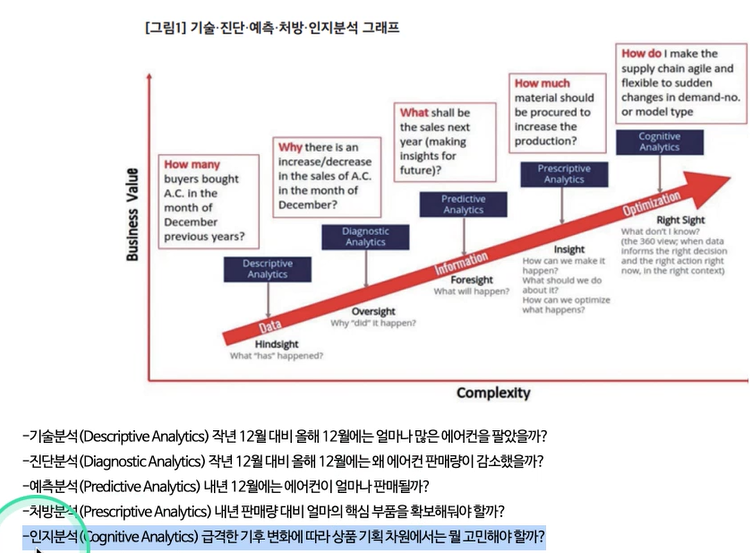 [그림1] 기술·진단·예측·처방·인지분석 그래프
How do I make the
supply chain agile and
flexible to sudden
changes in demand-no.
or model type
How much
material should
be procured to
increase the
production?
What shall be
the sales next
year (making
insights for
future)?
Why there is an
increase/decrease
in the sales of A.C.
in the month of
December?
How many
buyers bought
A.C. in the
month of
December
previous years?
Cognitive
Analytics
Prescriptive
Analytics
Predictive
Analytics
Diagnostic
Analytics
Descriptive
Analytics
Business Value
Data
Information
Optimization
Hindsight
What "has" happened?
Oversight
Why "did" it happen?
Foresight
What will happen?
Insight
How can we make it
happen?
What should we do
about it?
How can we optimize
what happens?
Right Sight
What don't I know?
(the 360 view; when data
informs the right decision
and the right action right
now, in the right context)
Complexity
-기술분석(Descriptive Analytics) 작년 12월 대비 올해 12월에는 얼마나 많은 에어컨을 팔았을까?
-진단분석(Diagnostic Analytics) 작년 12월 대비 올해 12월에는 왜 에어컨 판매량이 감소했을까?
-예측분석(Predictive Analytics) 내년 12월에는 에어컨이 얼마나 판매될까?
-처방분석(Prescriptive Analytics) 내년 판매량 대비 얼마의 핵심 부품을 확보해둬야 할까?
-인지분석(Cognitive Analytics) 급격한 기후 변화에 따라 상품 기획 차원에서는 뭘 고민해야 할까?